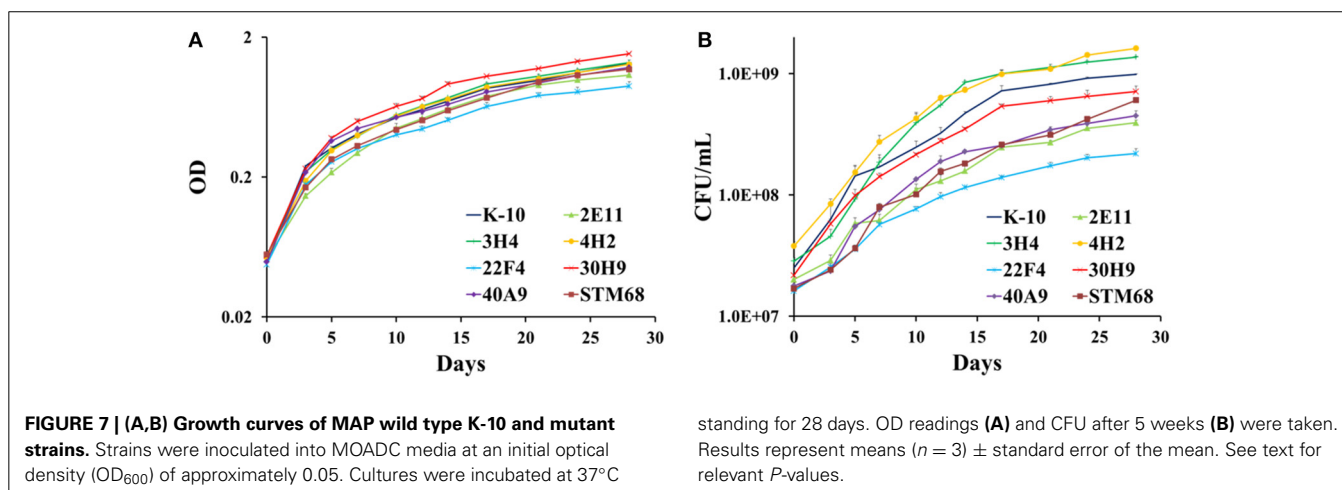 A
2
0.2
0.02
OD
0 5 10 15 20 25 30
Days
K-10 2E11
3H4 4H2
22F4 30H9
40A9 STM68
B
1.0E+09
1.0E+08
1.0E+07
CFU/mL
0 5 10 15 20 25 30
Days
K-10 2E11
3H4 4H2
22F4 30H9
40A9 STM68
FIGURE 7 | (A,B) Growth curves of MAP wild type K-10 and mutant
strains. Strains were inoculated into MOADC media at an initial optical
density (OD600) of approximately 0.05. Cultures were incubated at 37°C
standing for 28 days. OD readings (A) and CFU after 5 weeks (B) were taken.
Results represent means (n = 3) ± standard error of the mean. See text for
relevant P-values.